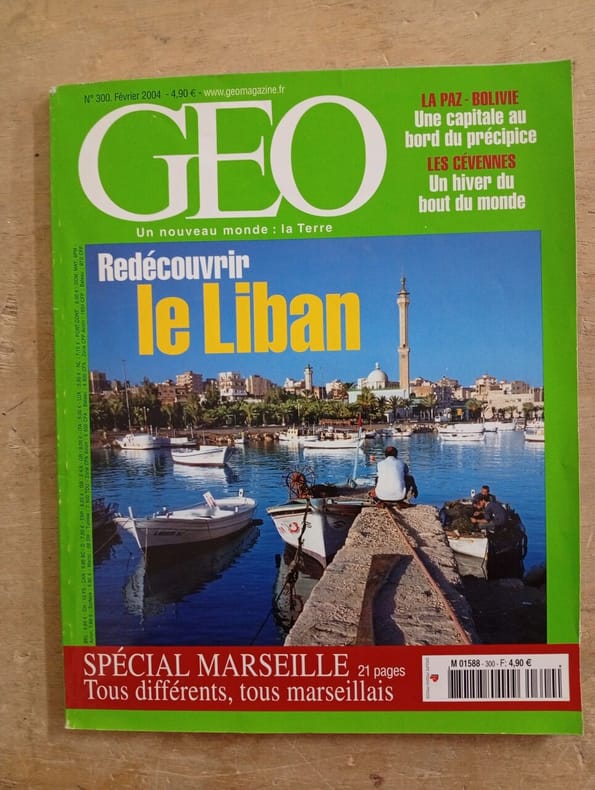 N° 300. Février 2004 - 4,90 € - www.geomagazine.fr
GEO
Un nouveau monde : la Terre
LA PAZ - BOLIVIE
Une capitale au
bord du précipice
LES CÉVENNES
Un hiver du
bout du monde
Redécouvrir
le Liban
SPÉCIAL MARSEILLE 21 pages
Tous différents, tous marseillais
M 01588 - 300 - F: 4,90 €